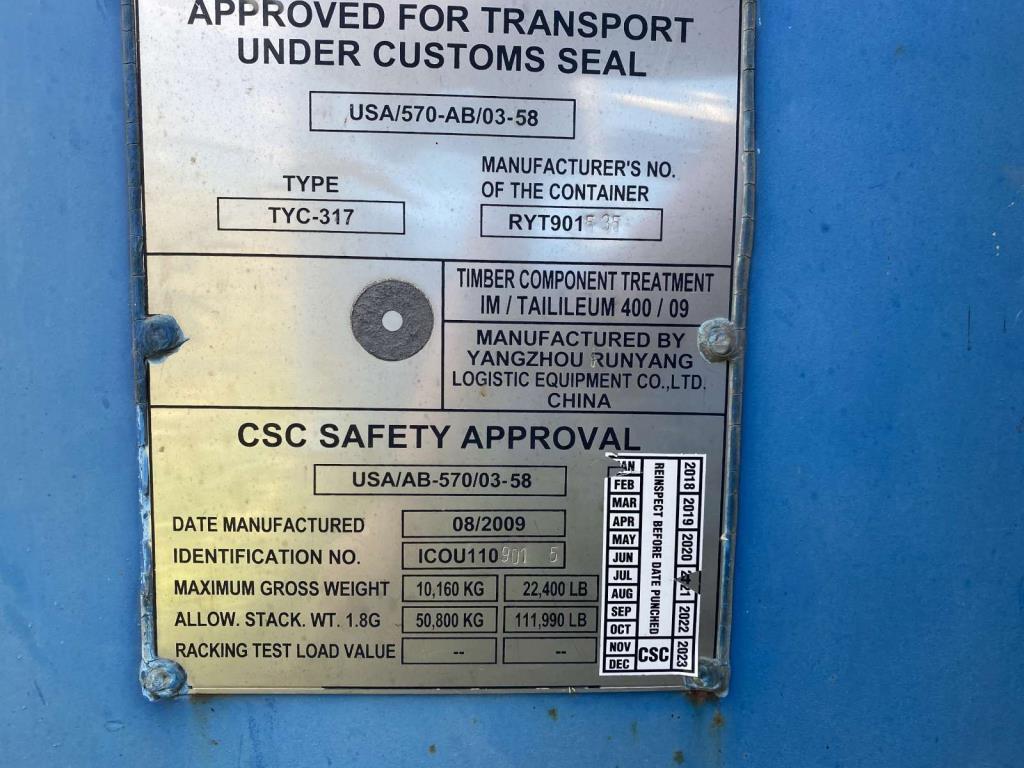 APPROVED FOR TRANSPORT
UNDER CUSTOMS SEAL
USA/570-AB/03-58
TYPE
TYC-317
MANUFACTURER'S NO.
OF THE CONTAINER
TIMBER COMPONENT TREATMENT
IM / TAILILEUM 400 / 09
MANUFACTURED BY
YANGZHOU RUNYANG
LOGISTIC EQUIPMENT CO.,LTD.
CHINA
CSC SAFETY APPROVAL
USA/AB-570/03-58
DATE MANUFACTURED 08/2009
IDENTIFICATION NO. ICOU110901 5
MAXIMUM GROSS WEIGHT 10,160 KG 22,400 LB
ALLOW. STACK. WT. 1.8G 50,800 KG 111,990 LB
RACKING TEST LOAD VALUE -- --
JAN
FEB
MAR
APR
MAY
JUN
JUL
AUG
SEP
OCT
NOV
DEC
REINSPECT BEFORE DATE PUNCHED
CSC
2018 2019 2020 2021 2022 2023